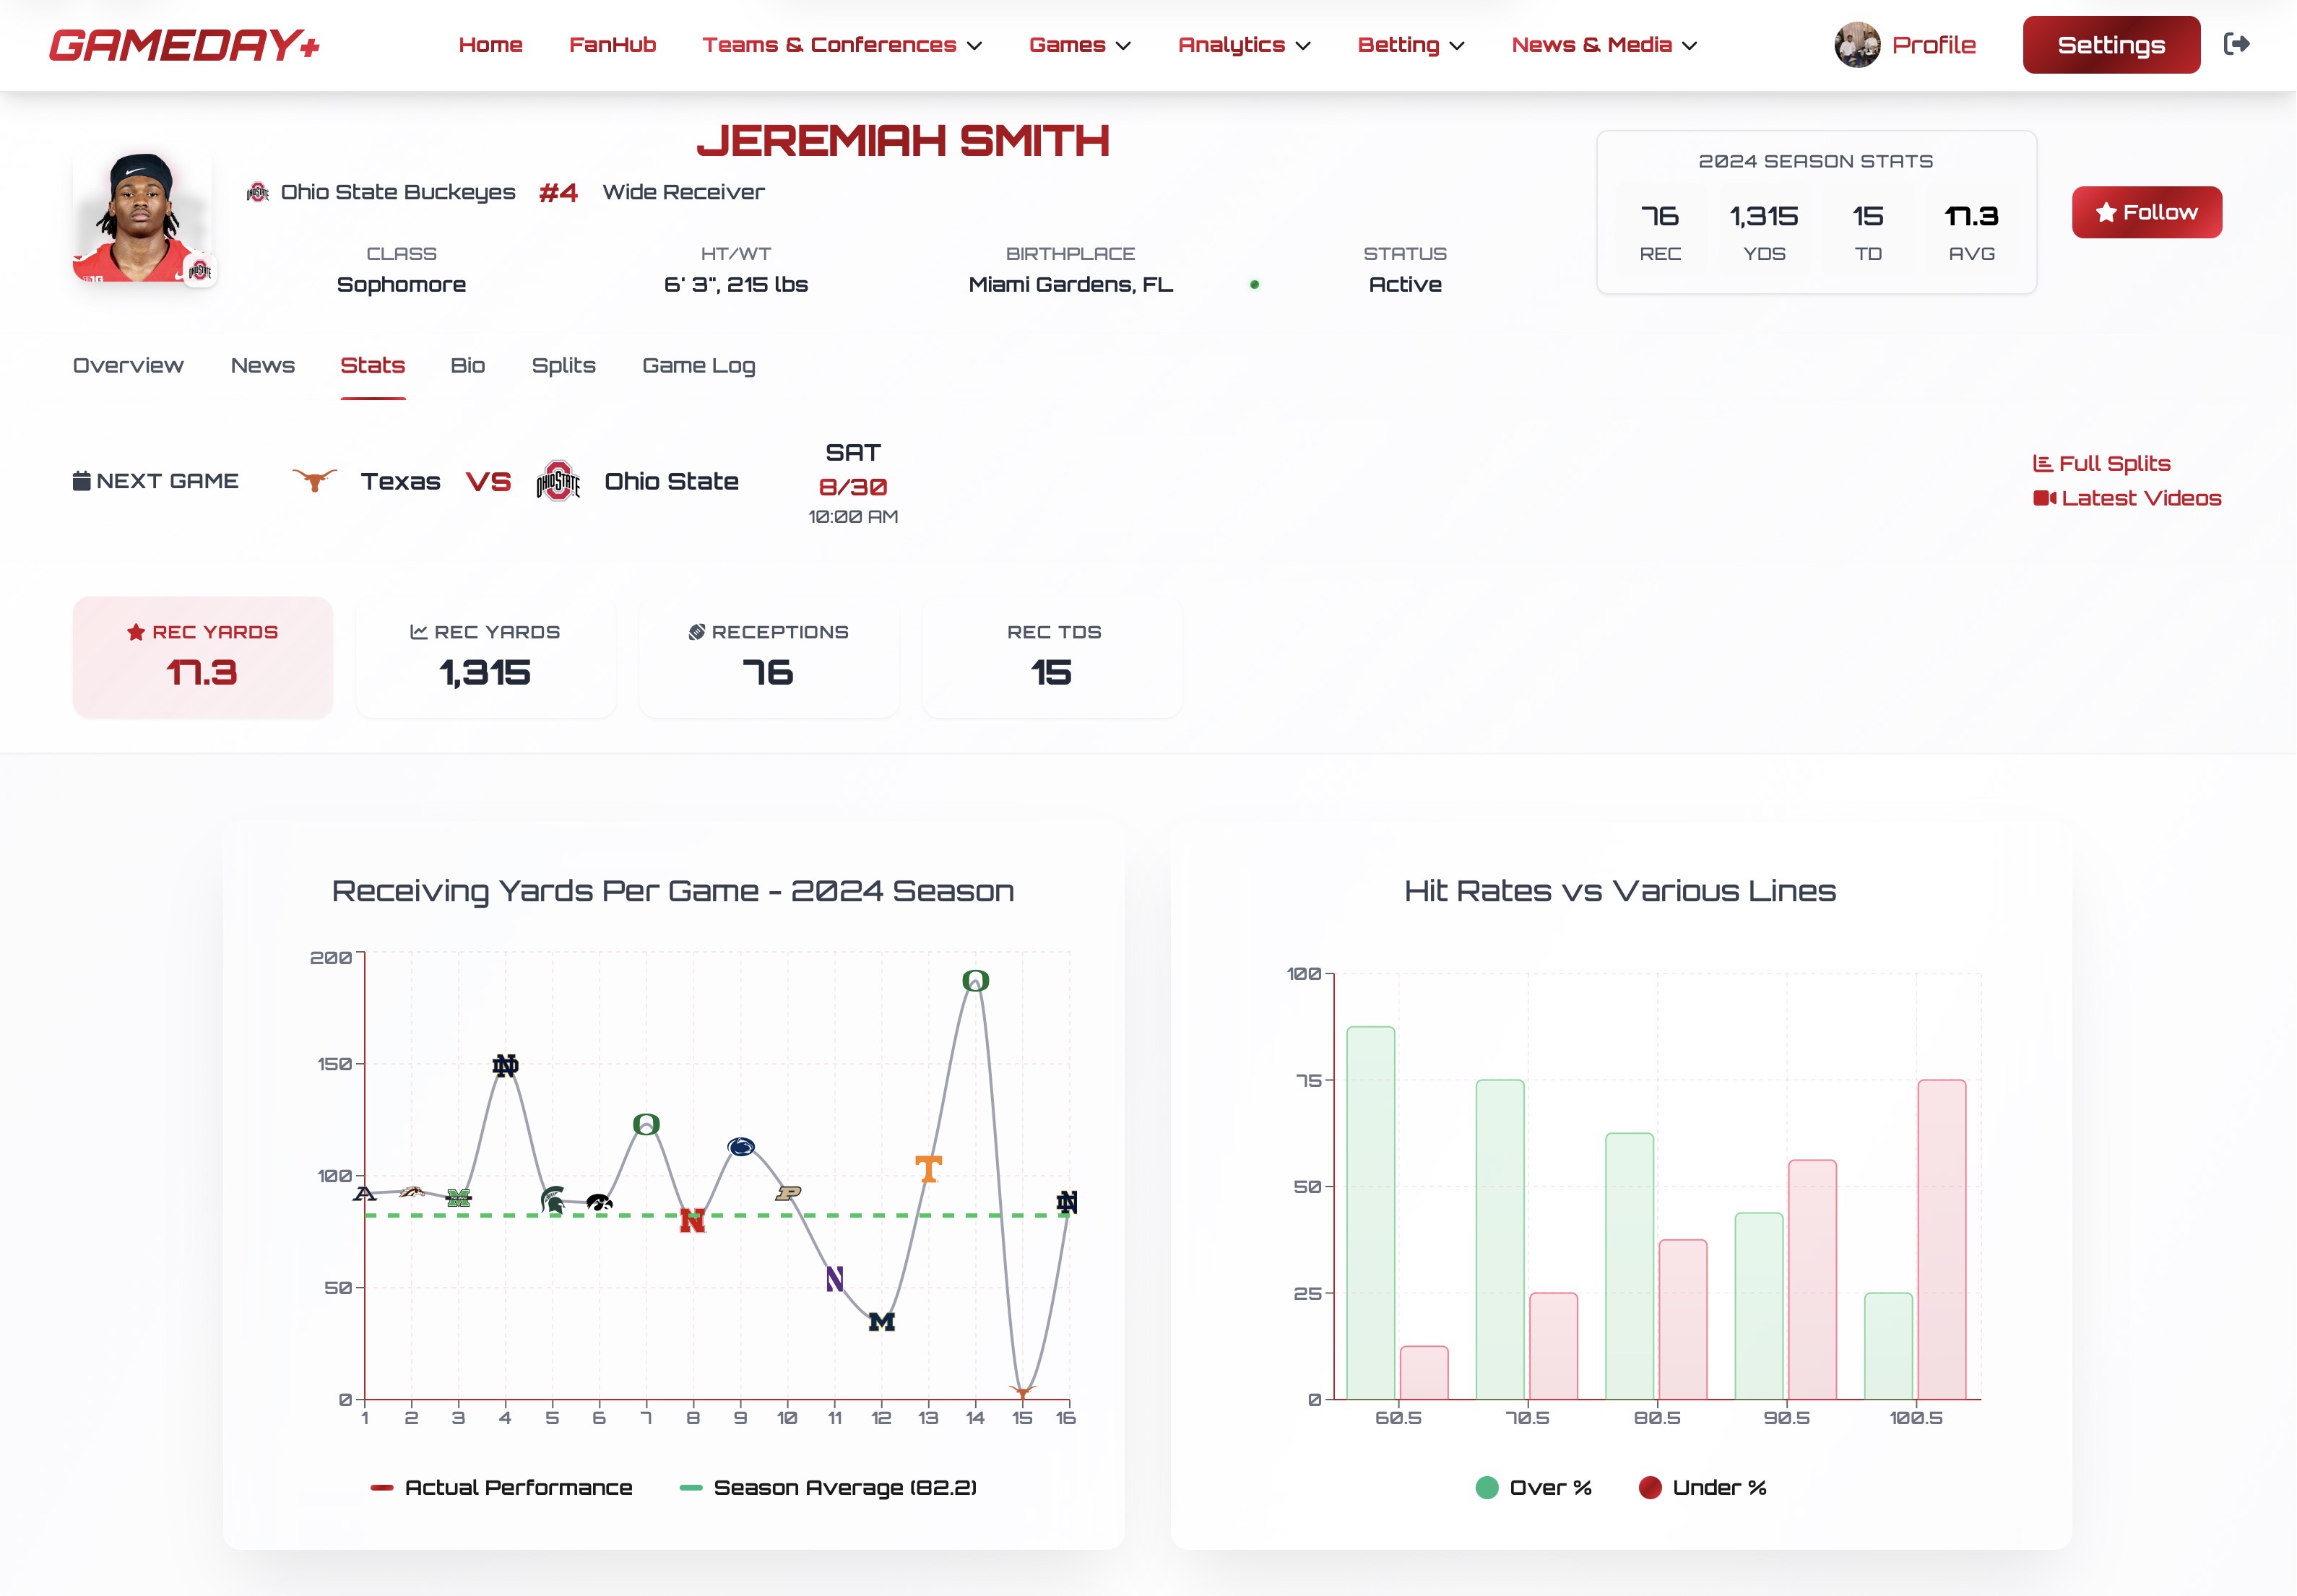 GAMEDAY+
Home FanHub Teams & Conferences Games Analytics Betting News & Media Profile Settings
JEREMIAH SMITH
Ohio State Buckeyes #4 Wide Receiver
CLASS HT/WT BIRTHPLACE STATUS
Sophomore 6' 3", 215 lbs Miami Gardens, FL Active
2024 SEASON STATS
76 1,315 15 17.3
REC YDS TD AVG
Follow
Overview News Stats Bio Splits Game Log
NEXT GAME Texas VS Ohio State
SAT
8/30
10:00 AM
Full Splits
Latest Videos
REC YARDS
17.3
REC YARDS
1,315
RECEPTIONS
76
REC TDS
15
Receiving Yards Per Game - 2024 Season
200
150
100
50
0
1 2 3 4 5 6 7 8 9 10 11 12 13 14 15 16
Actual Performance Season Average (82.2)
Hit Rates vs Various Lines
100
75
50
25
0
60.5 70.5 80.5 90.5 100.5
Over % Under %